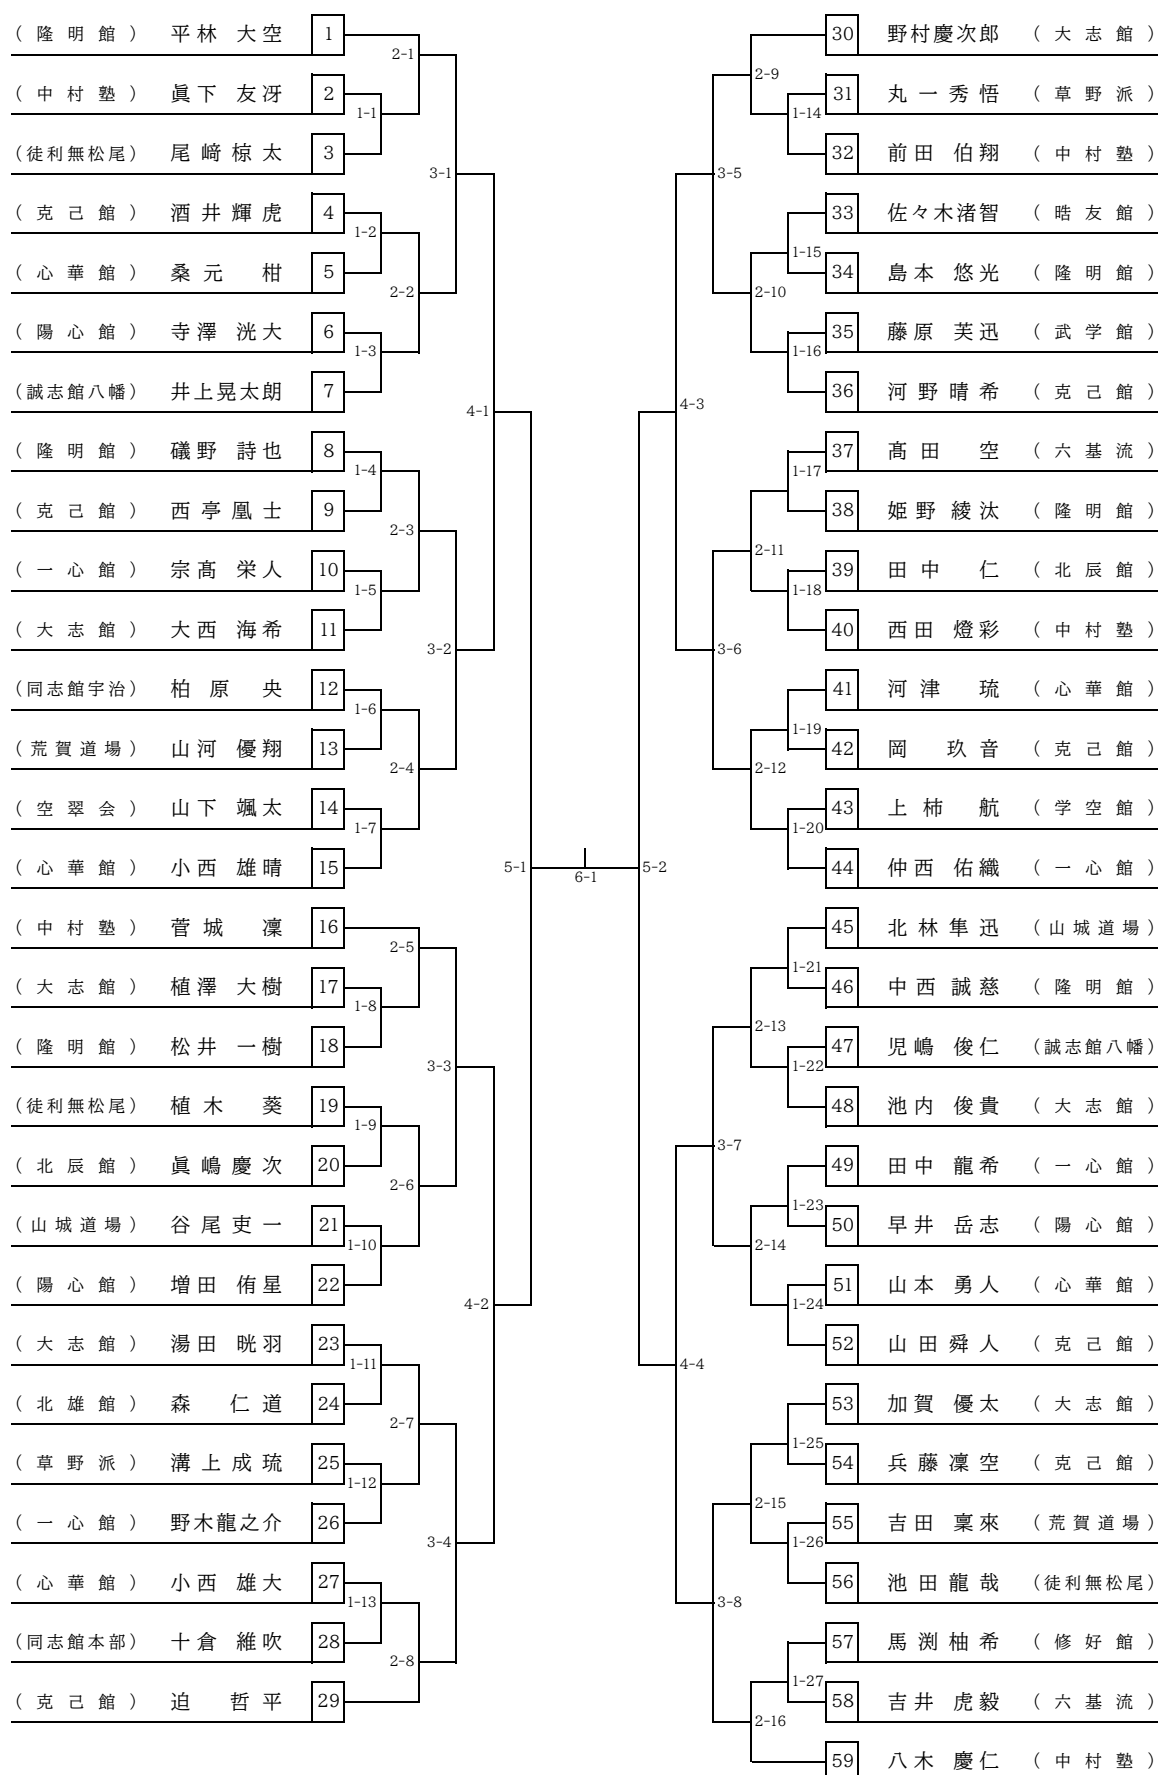 (隆明館) 平林 大空 1
(中村塾) 眞下 友冴 2
(徒利無松尾) 尾﨑椋太 3
(克己館) 酒井輝虎 4
(心華館) 桑元 柑 5
(陽心館) 寺澤 洸大 6
(誠志館八幡) 井上晃太朗 7
(隆明館) 礒野 詩也 8
(克己館) 西亭凰士 9
(一心館) 宗髙 栄人 10
(大志館) 大西 海希 11
(同志館宇治) 柏原 央 12
(荒賀道場) 山河 優翔 13
(空翠会) 山下 颯太 14
(心華館) 小西 雄晴 15
(中村塾) 菅城 凜 16
(大志館) 植澤 大樹 17
(隆明館) 松井 一樹 18
(徒利無松尾) 植木 葵 19
(北辰館) 眞嶋慶次 20
(山城道場) 谷尾吏一 21
(陽心館) 増田 侑星 22
(大志館) 湯田 晄羽 23
(北雄館) 森 仁道 24
(草野派) 溝上成琉 25
(一心館) 野木龍之介 26
(心華館) 小西 雄大 27
(同志館本部) 十倉 維吹 28
(克己館) 迫 哲平 29
1-1
1-2
1-3
1-4
1-5
1-6
1-7
1-8
1-9
1-10
1-11
1-12
1-13
2-1
2-2
2-3
2-4
2-5
2-6
2-7
2-8
3-1
3-2
3-3
3-4
4-1
4-2
5-1
6-1
5-2
4-3
4-4
3-5
3-6
3-7
3-8
2-9
2-10
2-11
2-12
2-13
2-14
2-15
2-16
1-14
1-15
1-16
1-17
1-18
1-19
1-20
1-21
1-22
1-23
1-24
1-25
1-26
1-27
30 野村慶次郎 (大志館)
31 丸一秀悟 (草野派)
32 前田 伯翔 (中村塾)
33 佐々木渚智 (晧友館)
34 島本 悠光 (隆明館)
35 藤原 芙迅 (武学館)
36 河野晴希 (克己館)
37 髙田 空 (六基流)
38 姫野綾汰 (隆明館)
39 田中 仁 (北辰館)
40 西田 燈彩 (中村塾)
41 河津 琉 (心華館)
42 岡 玖音 (克己館)
43 上柿 航 (学空館)
44 仲西 佑織 (一心館)
45 北林隼迅 (山城道場)
46 中西誠慈 (隆明館)
47 児嶋 俊仁 (誠志館八幡)
48 池内 俊貴 (大志館)
49 田中 龍希 (一心館)
50 早井 岳志 (陽心館)
51 山本 勇人 (心華館)
52 山田舜人 (克己館)
53 加賀 優太 (大志館)
54 兵藤凜空 (克己館)
55 吉田 稟來 (荒賀道場)
56 池田龍哉 (徒利無松尾)
57 馬渕柚希 (修好館)
58 吉井 虎毅 (六基流)
59 八木 慶仁 (中村塾)